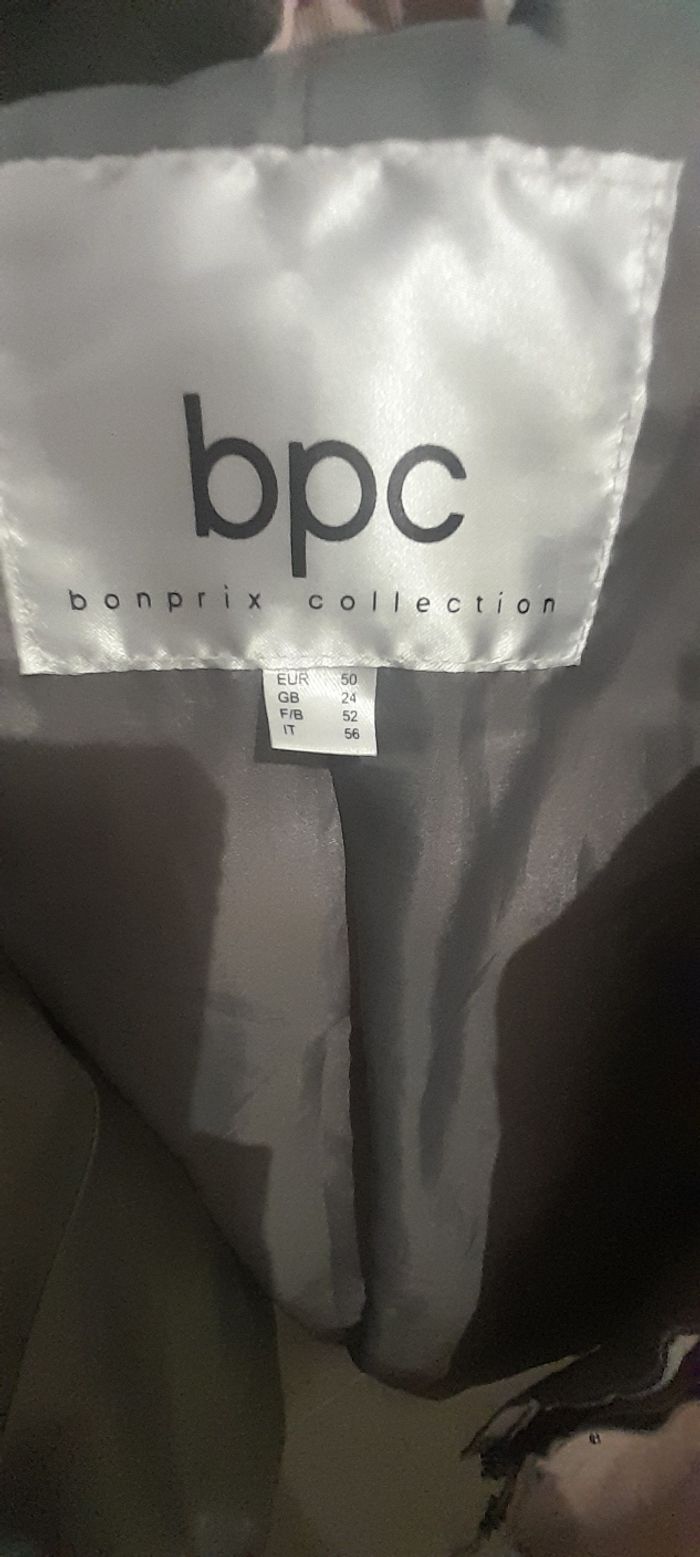 bpc
bonprix collection
EUR 50
GB 24
F/B 52
IT 56